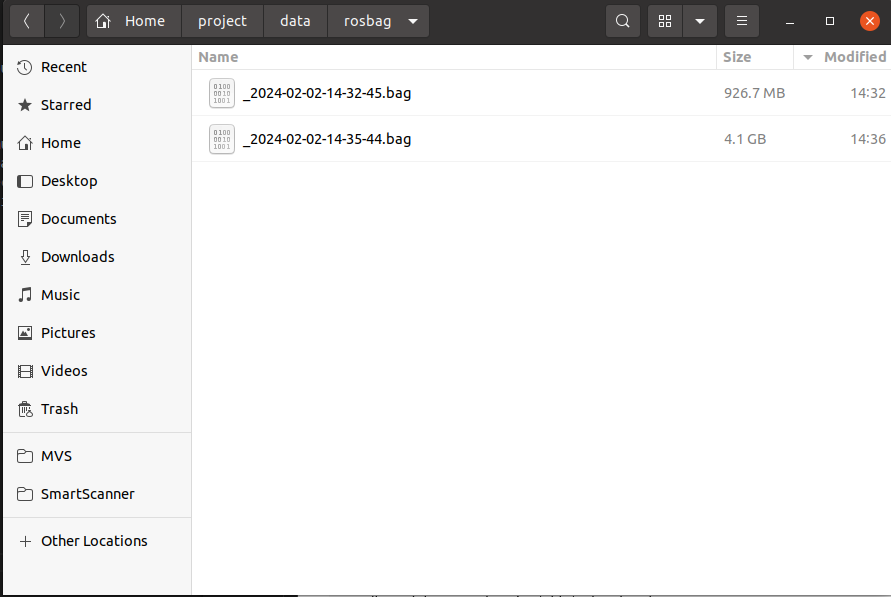 Home project data rosbag
Name Size Modified
Recent
Starred
Home
Desktop
Documents
Downloads
Music
Pictures
Videos
Trash
MVS
SmartScanner
Other Locations
_2024-02-02-14-32-45.bag 926.7 MB 14:32
_2024-02-02-14-35-44.bag 4.1 GB 14:36